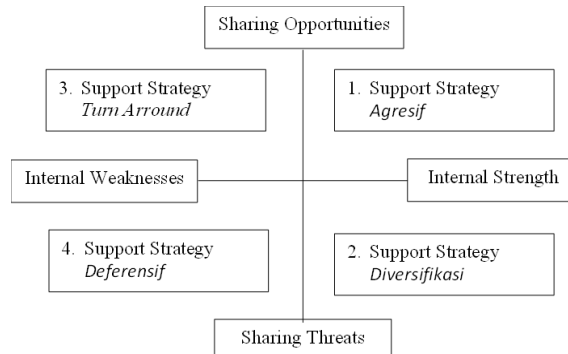 Sharing Opportunities
3. Support Strategy
Turn Arround
1. Support Strategy
Agresif
Internal Weaknesses
Internal Strength
4. Support Strategy
Deferensif
2. Support Strategy
Diversifikasi
Sharing Threats